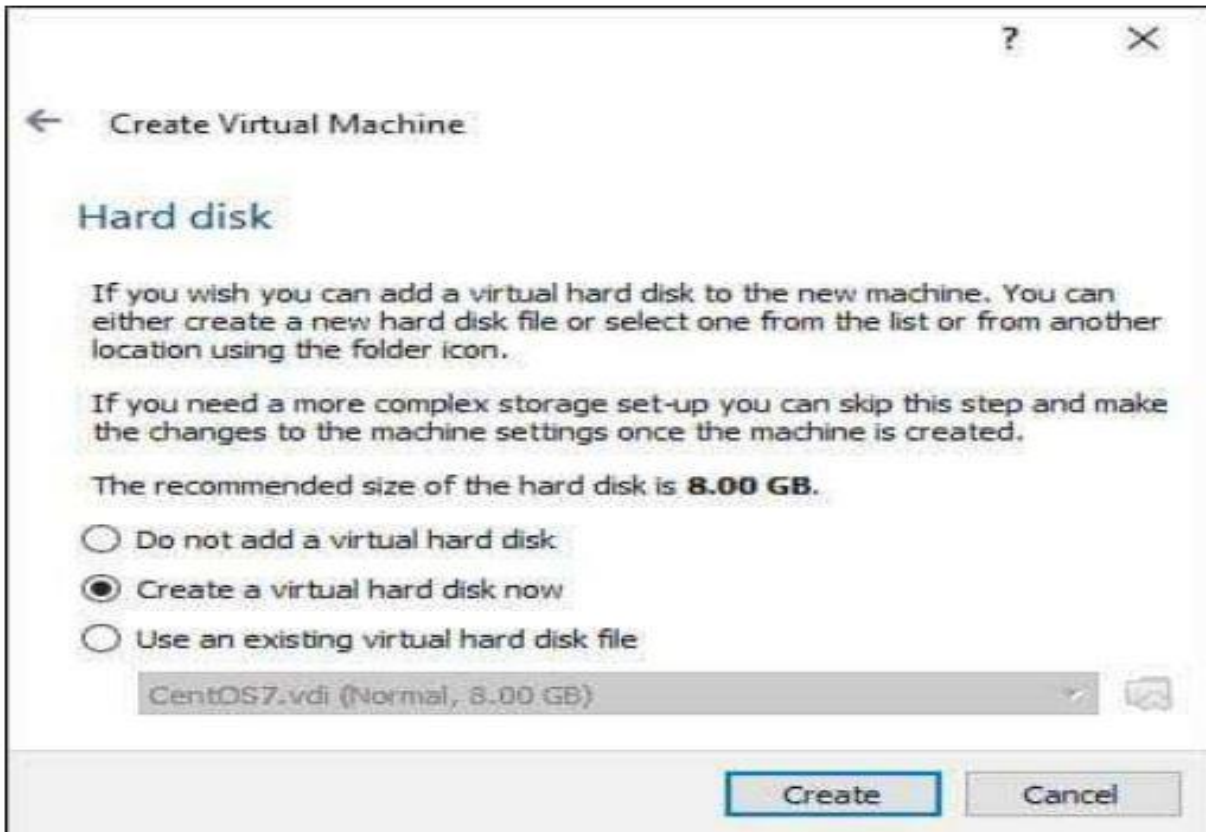 ?
Create Virtual Machine
Hard disk
If you wish you can add a virtual hard disk to the new machine. You can
either create a new hard disk file or select one from the list or from another
location using the folder icon.
If you need a more complex storage set-up you can skip this step and make
the changes to the machine settings once the machine is created.
The recommended size of the hard disk is 8.00 GB.
Do not add a virtual hard disk
Create a virtual hard disk now
Use an existing virtual hard disk file
CentOS7.vdi (Normal, 8.00 GB)
Create Cancel